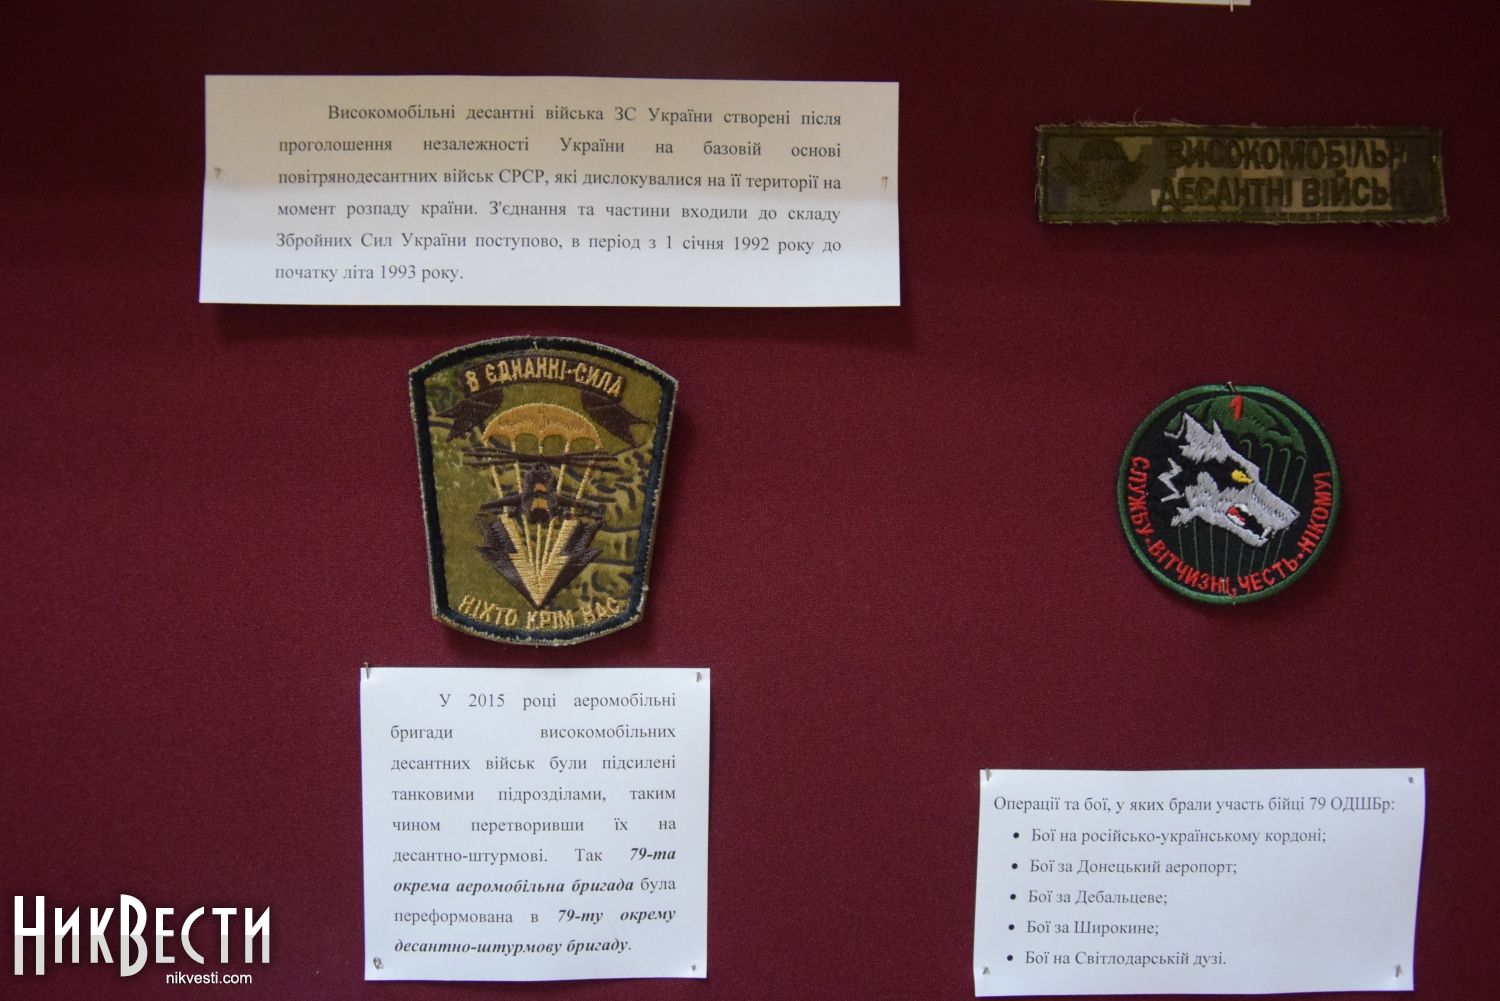 Високомобільні десантні війська ЗС України створені після
проголошення незалежності України на базовій основі
повітрянодесантних військ СРСР, які дислокувалися на її території на
момент розпаду країни. З'єднання та частини входили до складу
Збройних Сил України поступово, в період з 1 січня 1992 року до
початку літа 1993 року.
ВИСОКОМОБІЛЬН
ДЕСАНТНІ ВІЙСЬКА
В ЄДНАННІ-СИЛА
НІХТО КРІМ НАС
1
СЛУЖБУ·ВІТЧИЗНІ, ЧЕСТЬ·НІКОМУ!
У 2015 році аеромобільні
бригади високомобільних
десантних військ були підсилені
танковими підрозділами, таким
чином перетворивши їх на
десантно-штурмові. Так 79-та
окрема аеромобільна бригада була
переформована в 79-ту окрему
десантно-штурмову бригаду.
Операції та бої, у яких брали участь бійці 79 ОДШБр:
• Бої на російсько-українському кордоні;
• Бої за Донецький аеропорт;
• Бої за Дебальцеве;
• Бої за Широкине;
• Бої на Світлодарській дузі.
НикВести
nikvesti.com